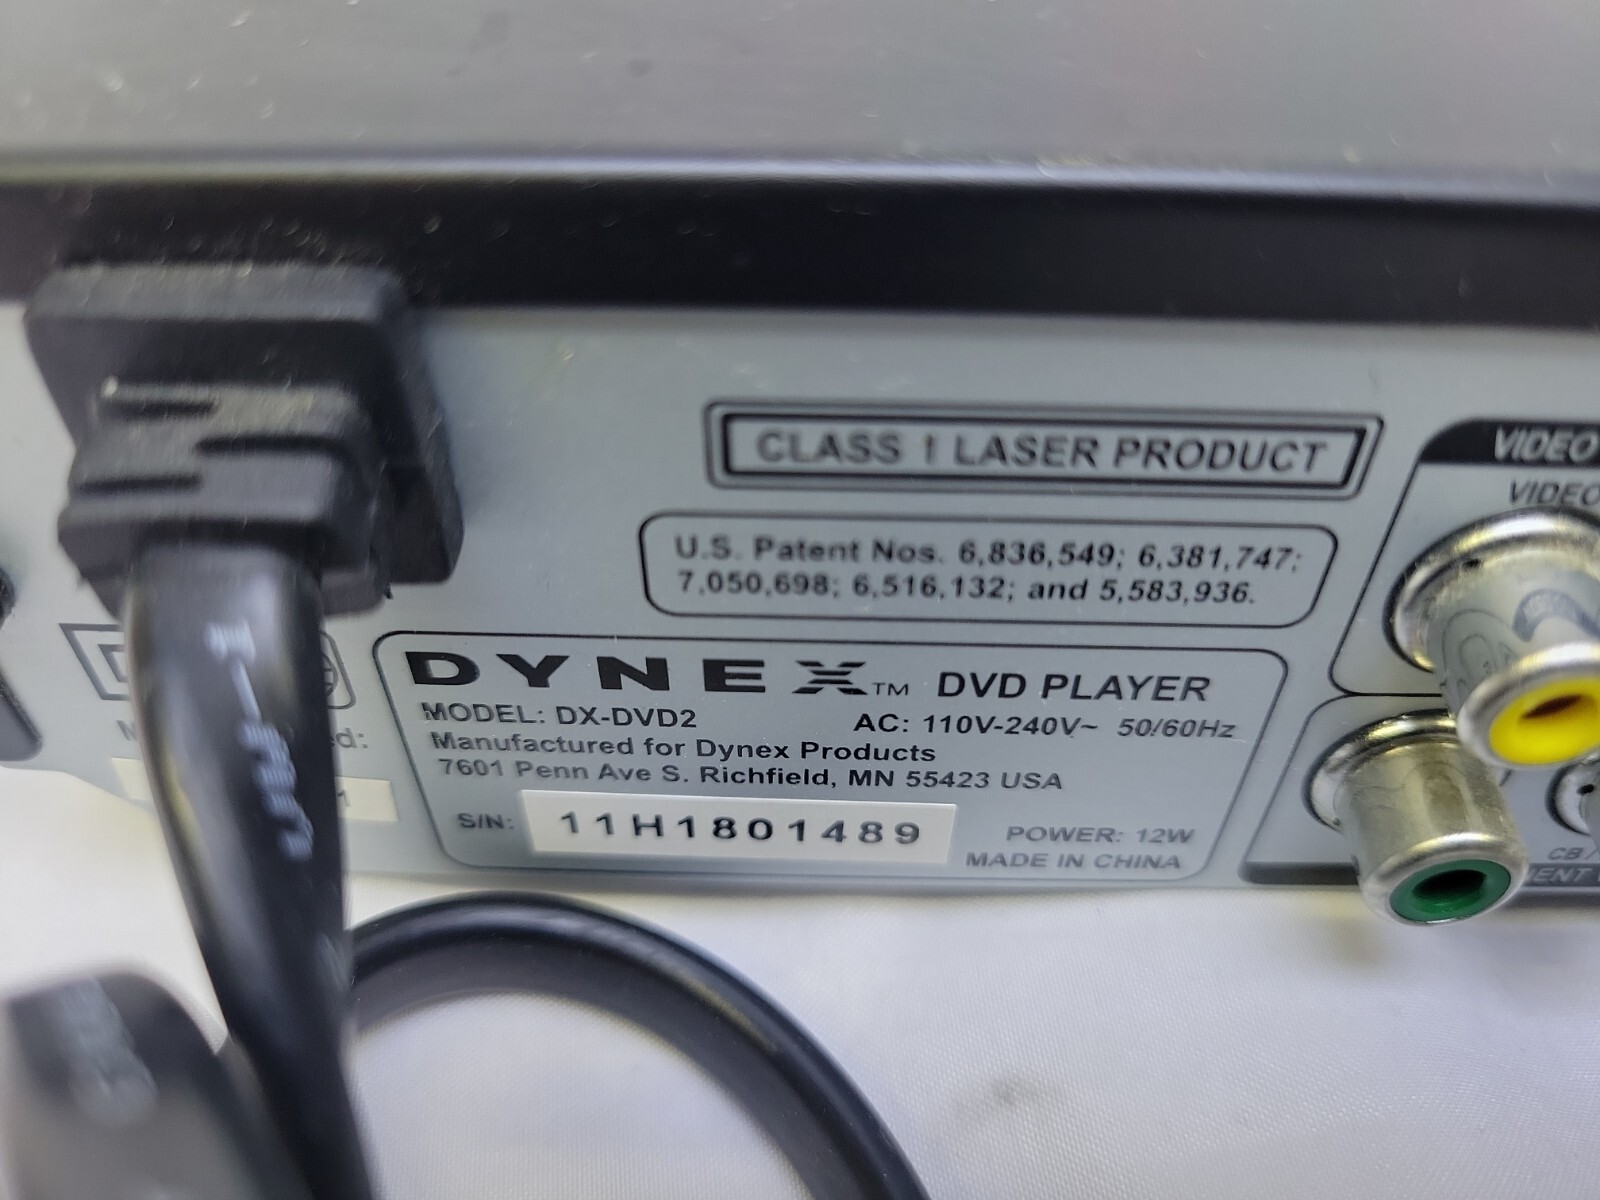 CLASS 1 LASER PRODUCT
U.S. Patent Nos. 6,836,549; 6,381,747;
7,050,698; 6,516,132; and 5,583,936.
DYNEX™ DVD PLAYER
MODEL: DX-DVD2 AC: 110V-240V~ 50/60Hz
Manufactured for Dynex Products
7601 Penn Ave S. Richfield, MN 55423 USA
S/N: 11H1801489
POWER: 12W
MADE IN CHINA
VIDEO
VIDEO
CB/